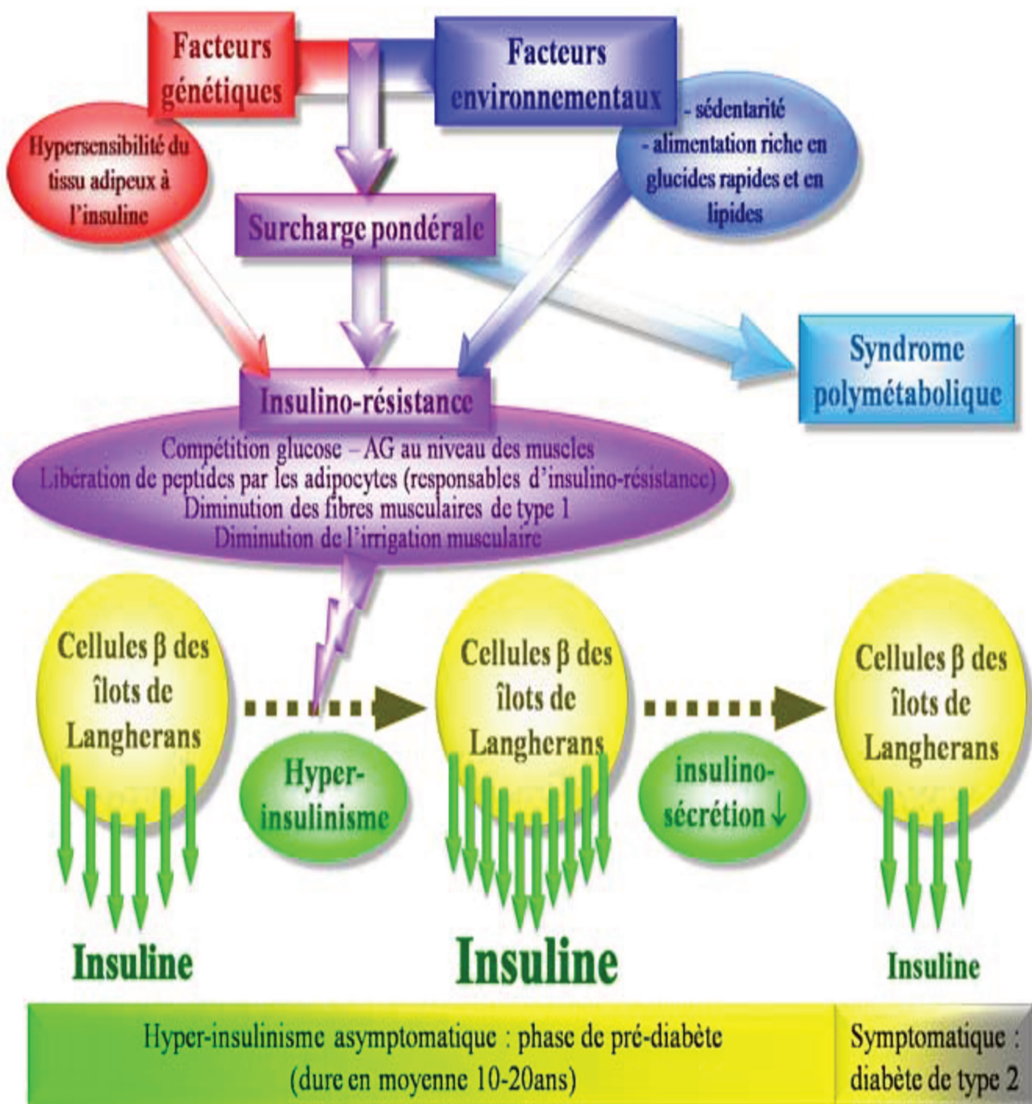 Facteurs
génétiques
Facteurs
environnementaux
Hypersensibilité du
tissu adipeux à
l'insuline
- sédentarité
- alimentation riche en
glucides rapides et en
lipides
Surcharge pondérale
Syndrome
polymétabolique
Insulino-résistance
Compétition glucose – AG au niveau des muscles
Libération de peptides par les adipocytes (responsables d'insulino-résistance)
Diminution des fibres musculaires de type 1
Diminution de l'irrigation musculaire
Cellules β des
îlots de
Langherans
Hyper-
insulinisme
Cellules β des
îlots de
Langherans
insulino-
sécrétion ↓
Cellules β des
îlots de
Langherans
Insuline
Insuline
Insuline
Hyper-insulinisme asymptomatique : phase de pré-diabète
(dure en moyenne 10-20ans)
Symptomatique :
diabète de type 2